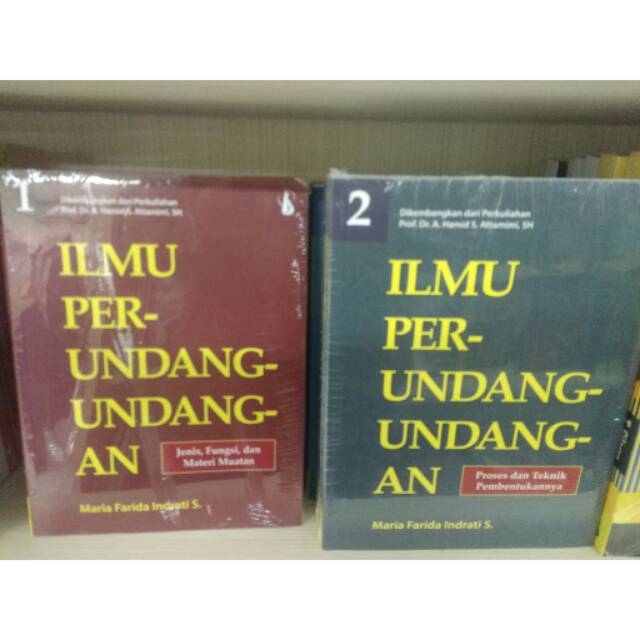 1
Dikembangkan dari Perkuliahan
Prof. Dr. A. Hamid S. Attamimi, SH
ILMU
PER-
UNDANG-
UNDANG-
AN
Jenis, Fungsi, dan
Materi Muatan
Maria Farida Indrati S.
2
Dikembangkan dari Perkuliahan
Prof. Dr. A. Hamid S. Attamimi, SH
ILMU
PER-
UNDANG-
UNDANG-
AN
Proses dan Teknik
Pembentukannya
Maria Farida Indrati S.